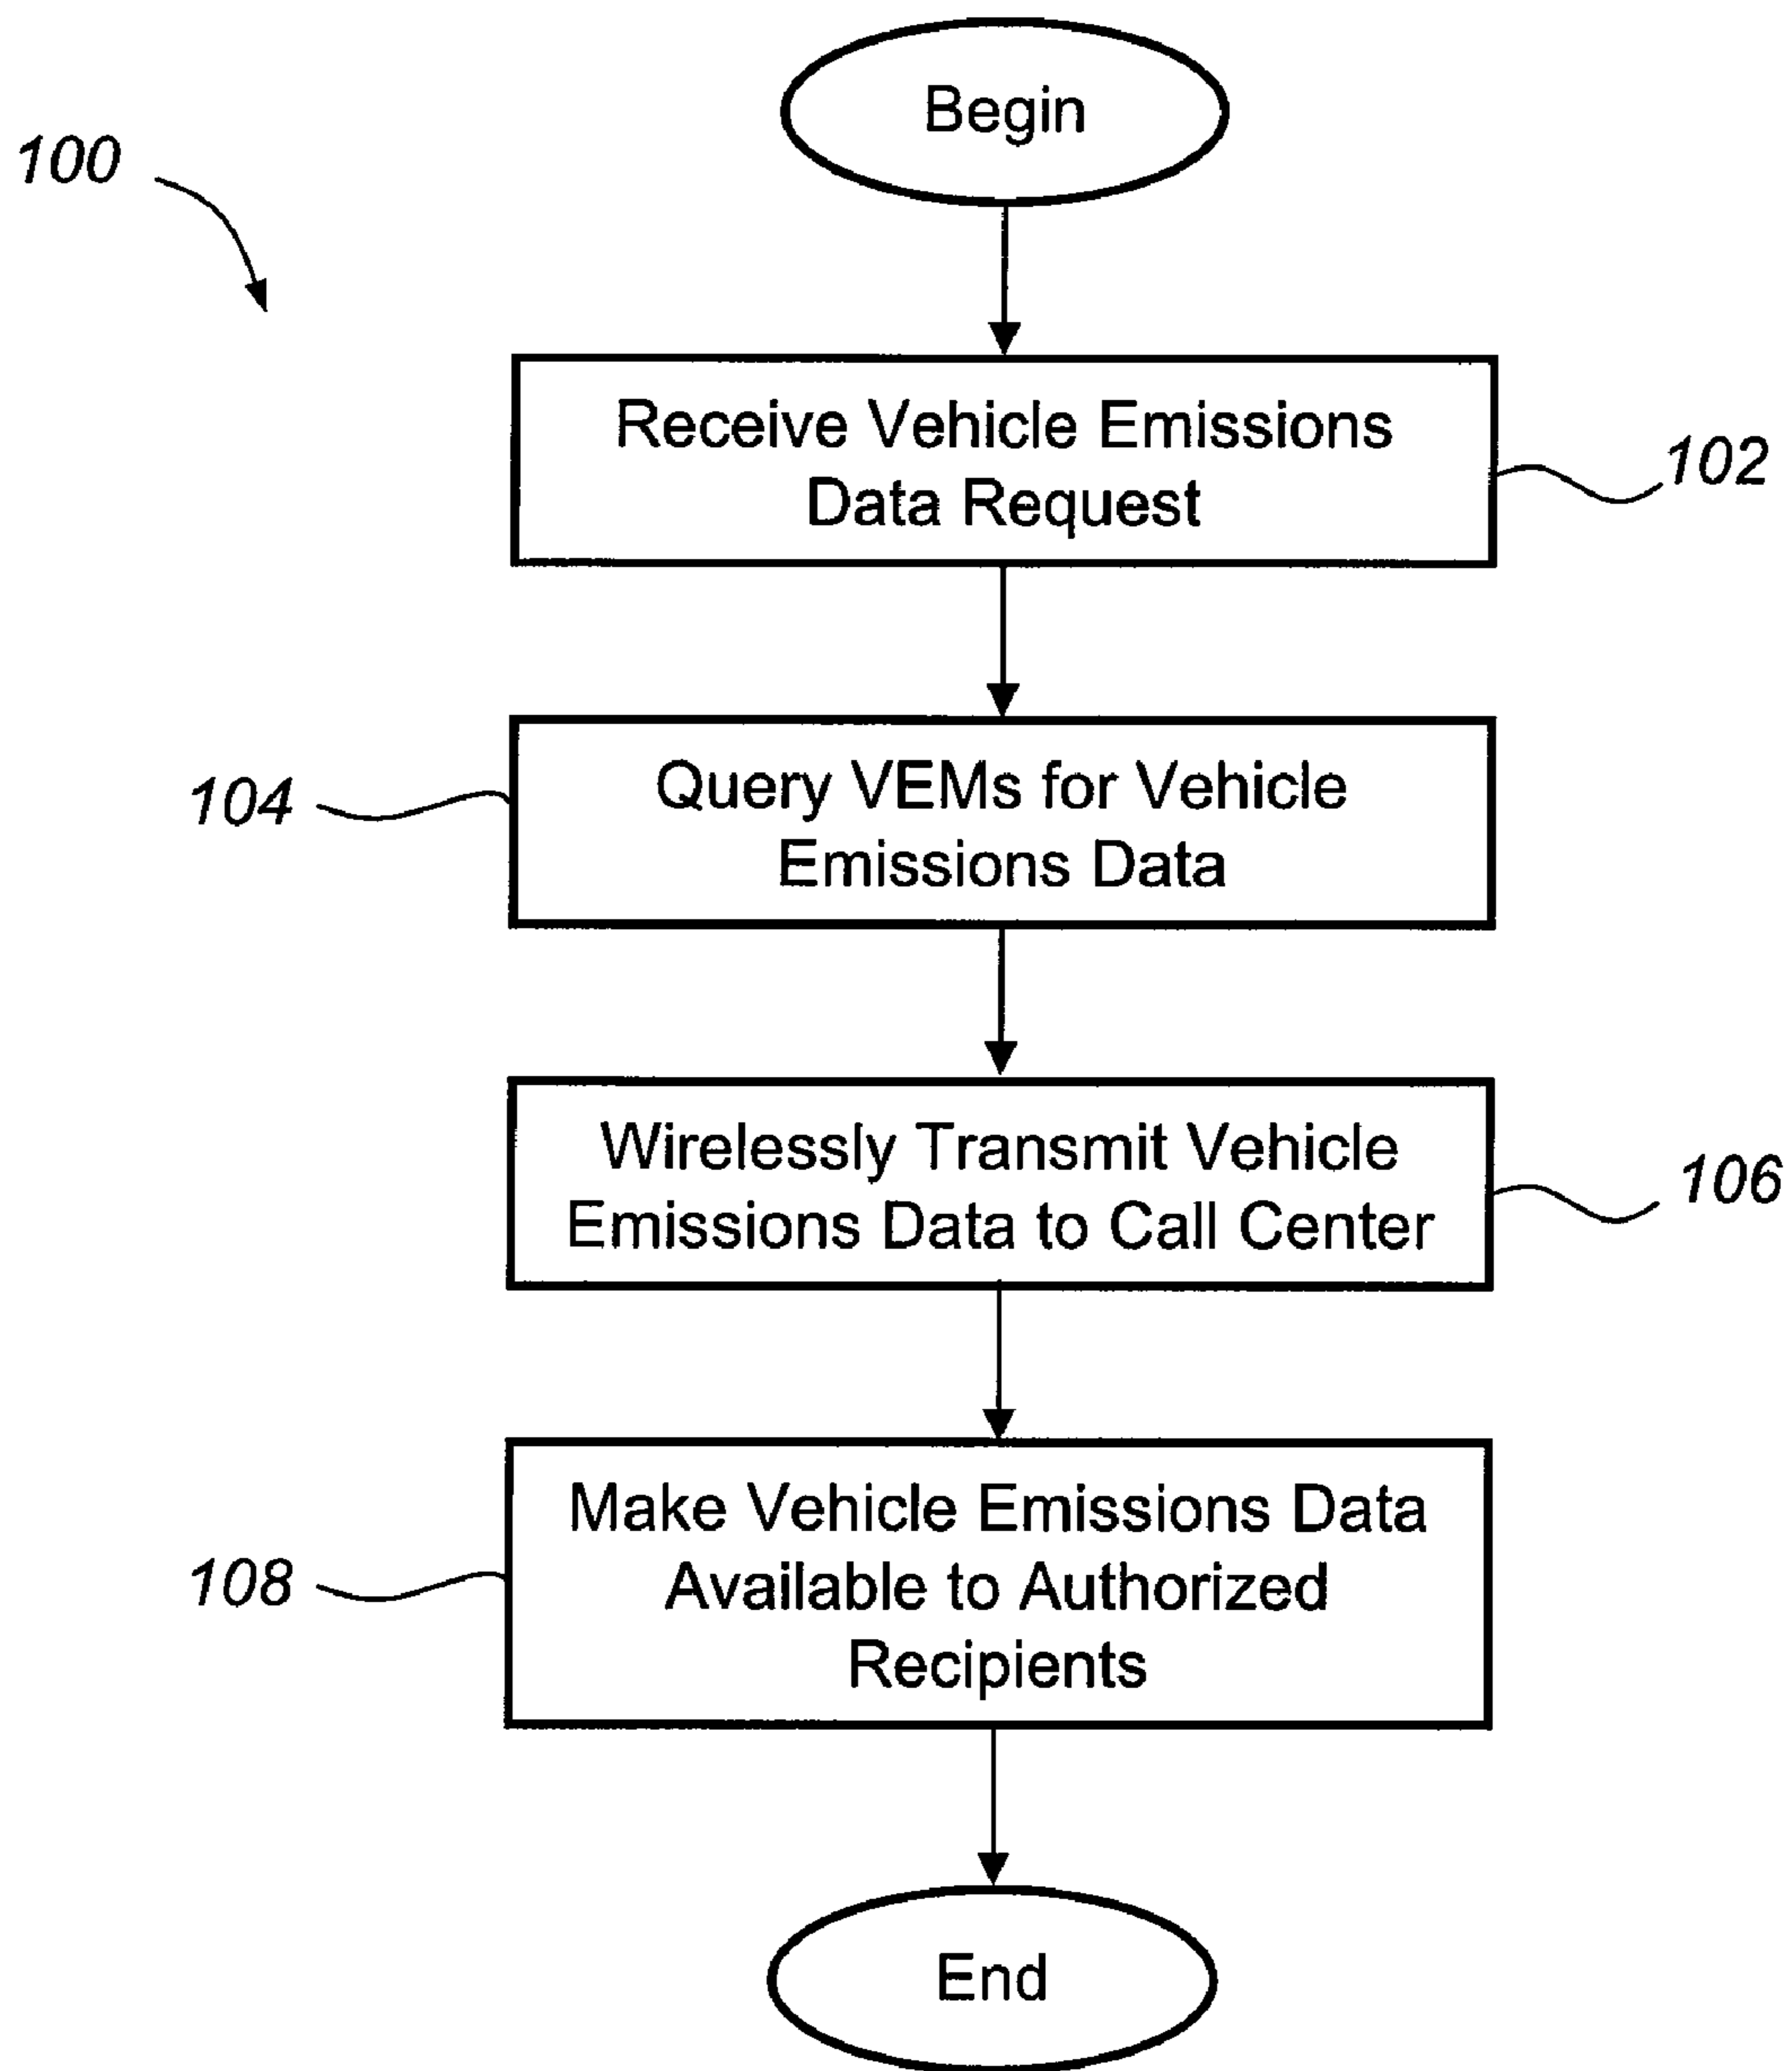 Begin
100
Receive Vehicle Emissions
Data Request
102
Query VEMs for Vehicle
Emissions Data
104
Wirelessly Transmit Vehicle
Emissions Data to Call Center
106
Make Vehicle Emissions Data
Available to Authorized
Recipients
108
End